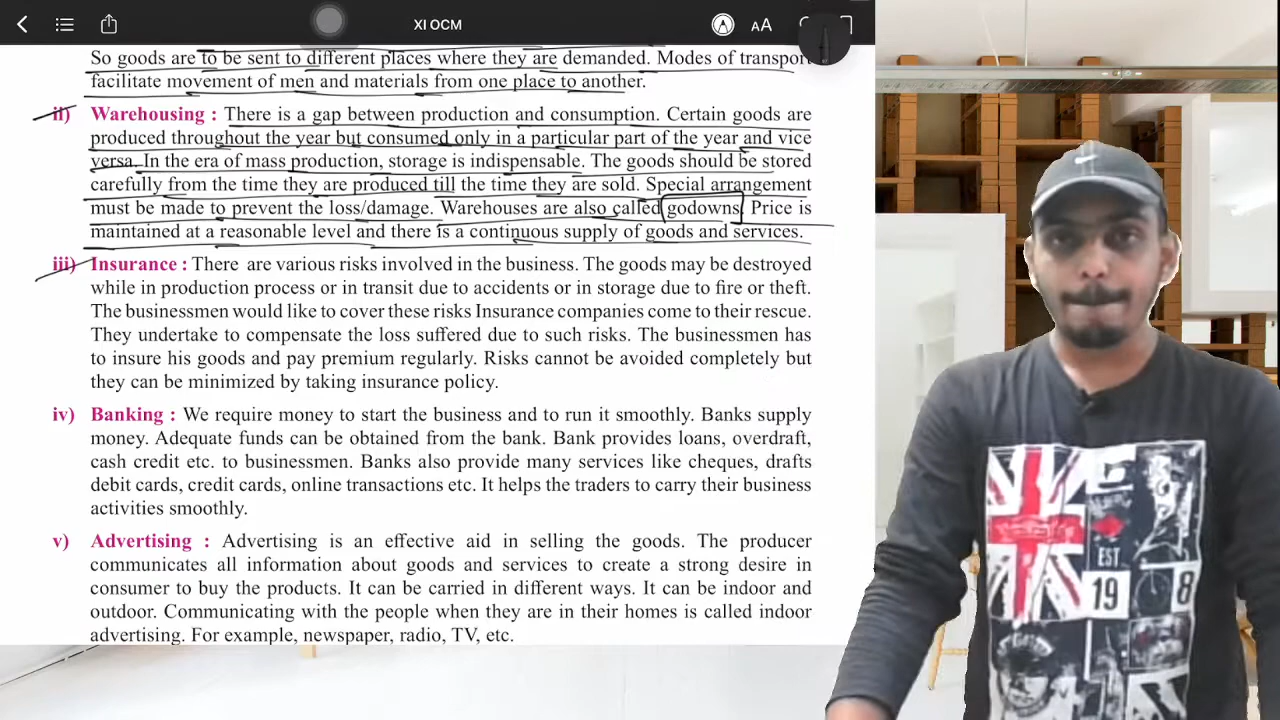 XI OCM
AA
So goods are to be sent to different places where they are demanded. Modes of transport
facilitate movement of men and materials from one place to another.
ii) Warehousing : There is a gap between production and consumption. Certain goods are
produced throughout the year but consumed only in a particular part of the year and vice
versa. In the era of mass production, storage is indispensable. The goods should be stored
carefully from the time they are produced till the time they are sold. Special arrangement
must be made to prevent the loss/damage. Warehouses are also called godowns. Price is
maintained at a reasonable level and there is a continuous supply of goods and services.
iii) Insurance : There are various risks involved in the business. The goods may be destroyed
while in production process or in transit due to accidents or in storage due to fire or theft.
The businessmen would like to cover these risks Insurance companies come to their rescue.
They undertake to compensate the loss suffered due to such risks. The businessmen has
to insure his goods and pay premium regularly. Risks cannot be avoided completely but
they can be minimized by taking insurance policy.
iv) Banking : We require money to start the business and to run it smoothly. Banks supply
money. Adequate funds can be obtained from the bank. Bank provides loans, overdraft,
cash credit etc. to businessmen. Banks also provide many services like cheques, drafts
debit cards, credit cards, online transactions etc. It helps the traders to carry their business
activities smoothly.
v) Advertising : Advertising is an effective aid in selling the goods. The producer
communicates all information about goods and services to create a strong desire in
consumer to buy the products. It can be carried in different ways. It can be indoor and
outdoor. Communicating with the people when they are in their homes is called indoor
advertising. For example, newspaper, radio, TV, etc.
EST
19 8